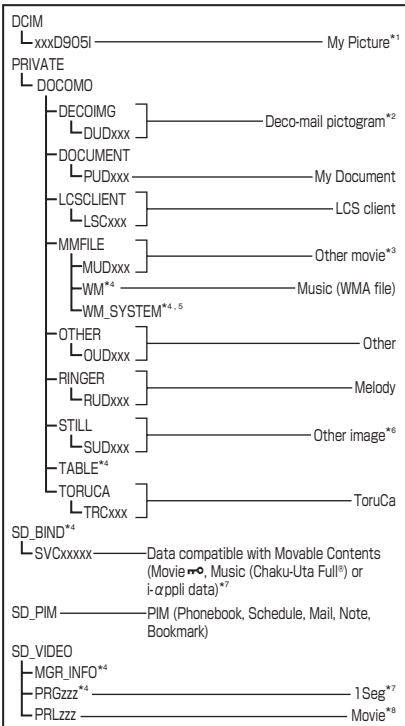 DCIM
xxxD905I My Picture*1
PRIVATE
DOCOMO
DECOIMG
Deco-mail pictogram*2
DUDxxx
DOCUMENT
PUDxxx My Document
LCSCLIENT
LCS client
LSCxxx
MMFILE
Other movie*3
MUDxxx
WM*4 Music (WMA file)
WM_SYSTEM*4, 5
OTHER
Other
OUDxxx
RINGER
Melody
RUDxxx
STILL
Other image*6
SUDxxx
TABLE*4
TORUCA
ToruCa
TRCxxx
SD_BIND*4
SVCxxxxx Data compatible with Movable Contents
(Movie, Music (Chaku-Uta Full®) or
i-αppli data)*7
SD_PIM PIM (Phonebook, Schedule, Mail, Note,
Bookmark)
SD_VIDEO
MGR_INFO*4
PRGzzz*4 1Seg*7
PRLzzz Movie*8